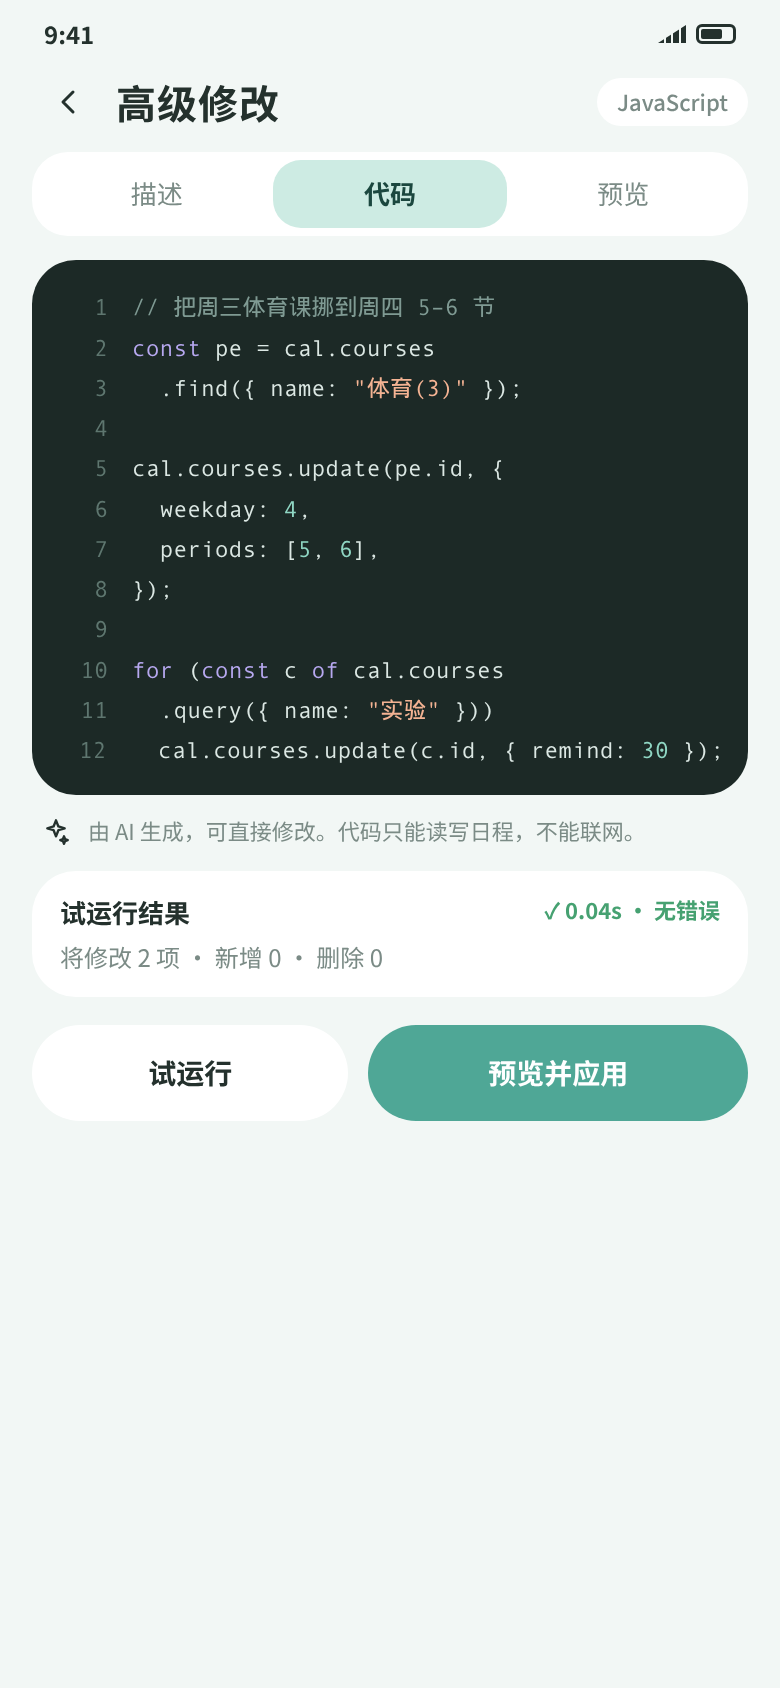 9:41
高级修改
JavaScript
描述
代码
预览
1 // 把周三体育课挪到周四 5-6 节
2 const pe = cal.courses
3   .find({ name: "体育(3)" });
4
5 cal.courses.update(pe.id, {
6   weekday: 4,
7   periods: [5, 6],
8 });
9
10 for (const c of cal.courses
11   .query({ name: "实验" }))
12   cal.courses.update(c.id, { remind: 30 });
由 AI 生成，可直接修改。代码只能读写日程，不能联网。
试运行结果
✓ 0.04s · 无错误
将修改 2 项 · 新增 0 · 删除 0
试运行
预览并应用